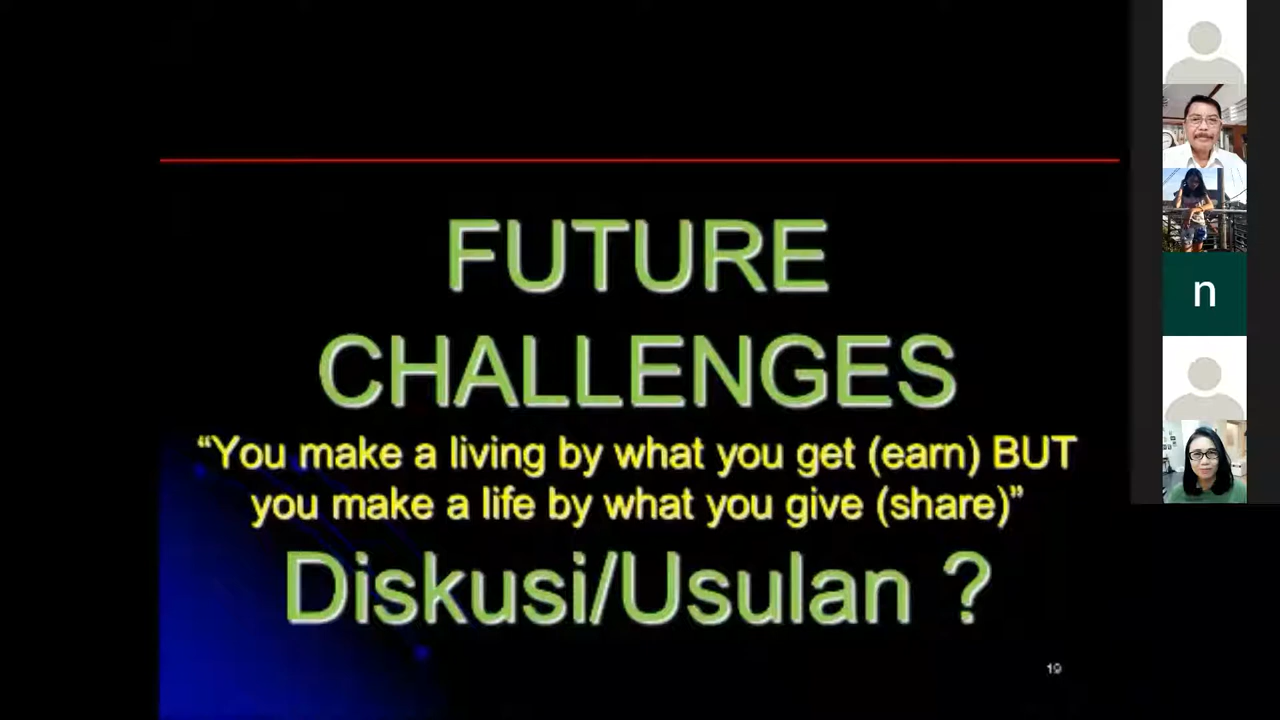 FUTURE
CHALLENGES
“You make a living by what you get (earn) BUT
you make a life by what you give (share)”
Diskusi/Usulan ?
19
n